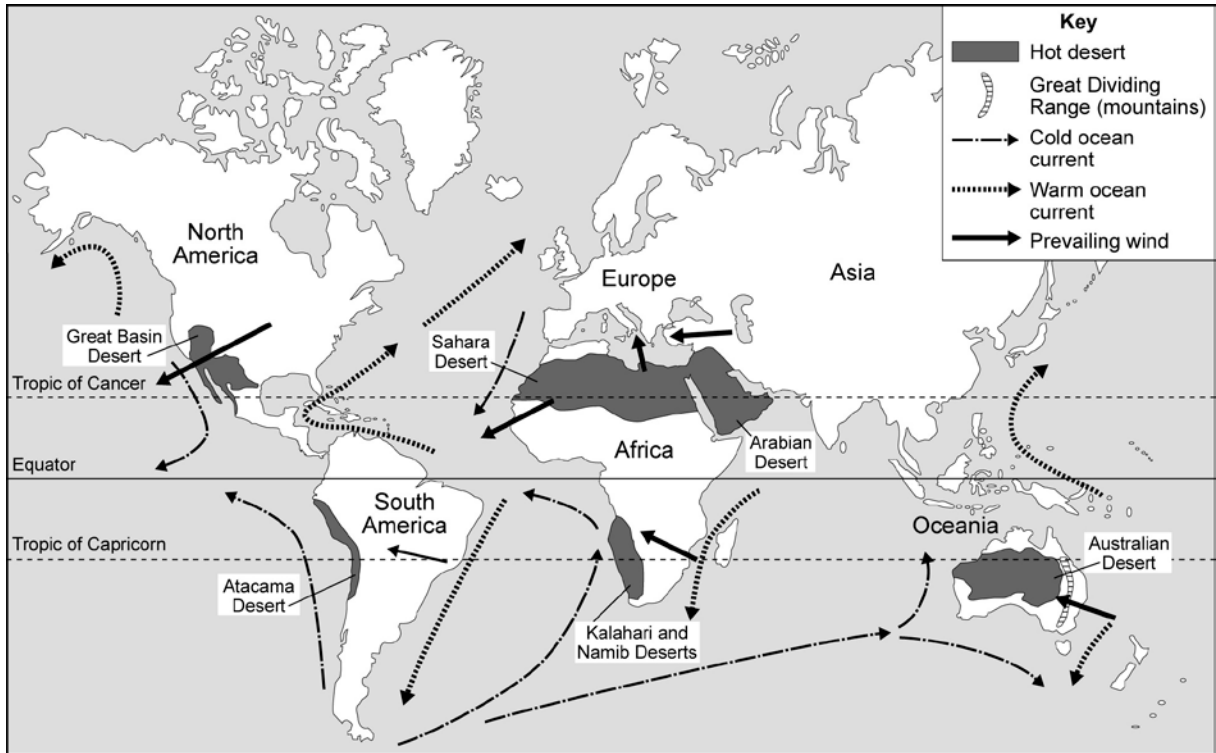 Key
Hot desert
Great Dividing
Range (mountains)
Cold ocean
current
Warm ocean
current
Prevailing wind
North
America
Europe
Asia
Great Basin
Desert
Sahara
Desert
Tropic of Cancer
Africa
Arabian
Desert
Equator
South
America
Oceania
Tropic of Capricorn
Australian
Desert
Atacama
Desert
Kalahari and
Namib Deserts